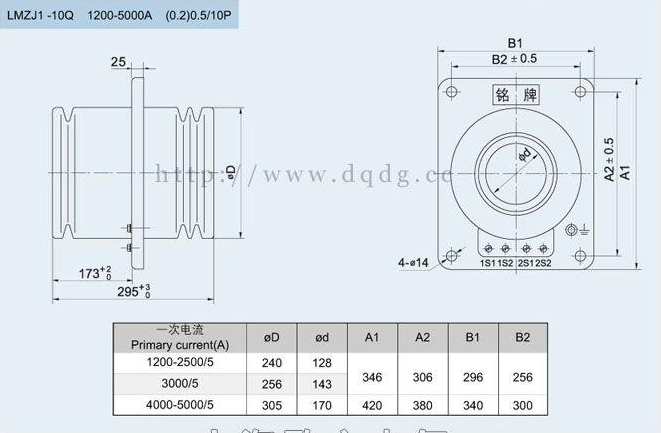 LMZJ1 -10Q 1200-5000A (0.2)0.5/10P
25
B1
B2 ± 0.5
铭 牌
øD
ød
A2 ± 0.5
A1
http://www.dqdg.cc
4-ø14
1S1 1S2 2S1 2S2
173+2 0
295+3 0
一次电流
Primary current(A) øD ød A1 A2 B1 B2
1200-2500/5 240 128
3000/5 256 143 346 306 296 256
4000-5000/5 305 170 420 380 340 300